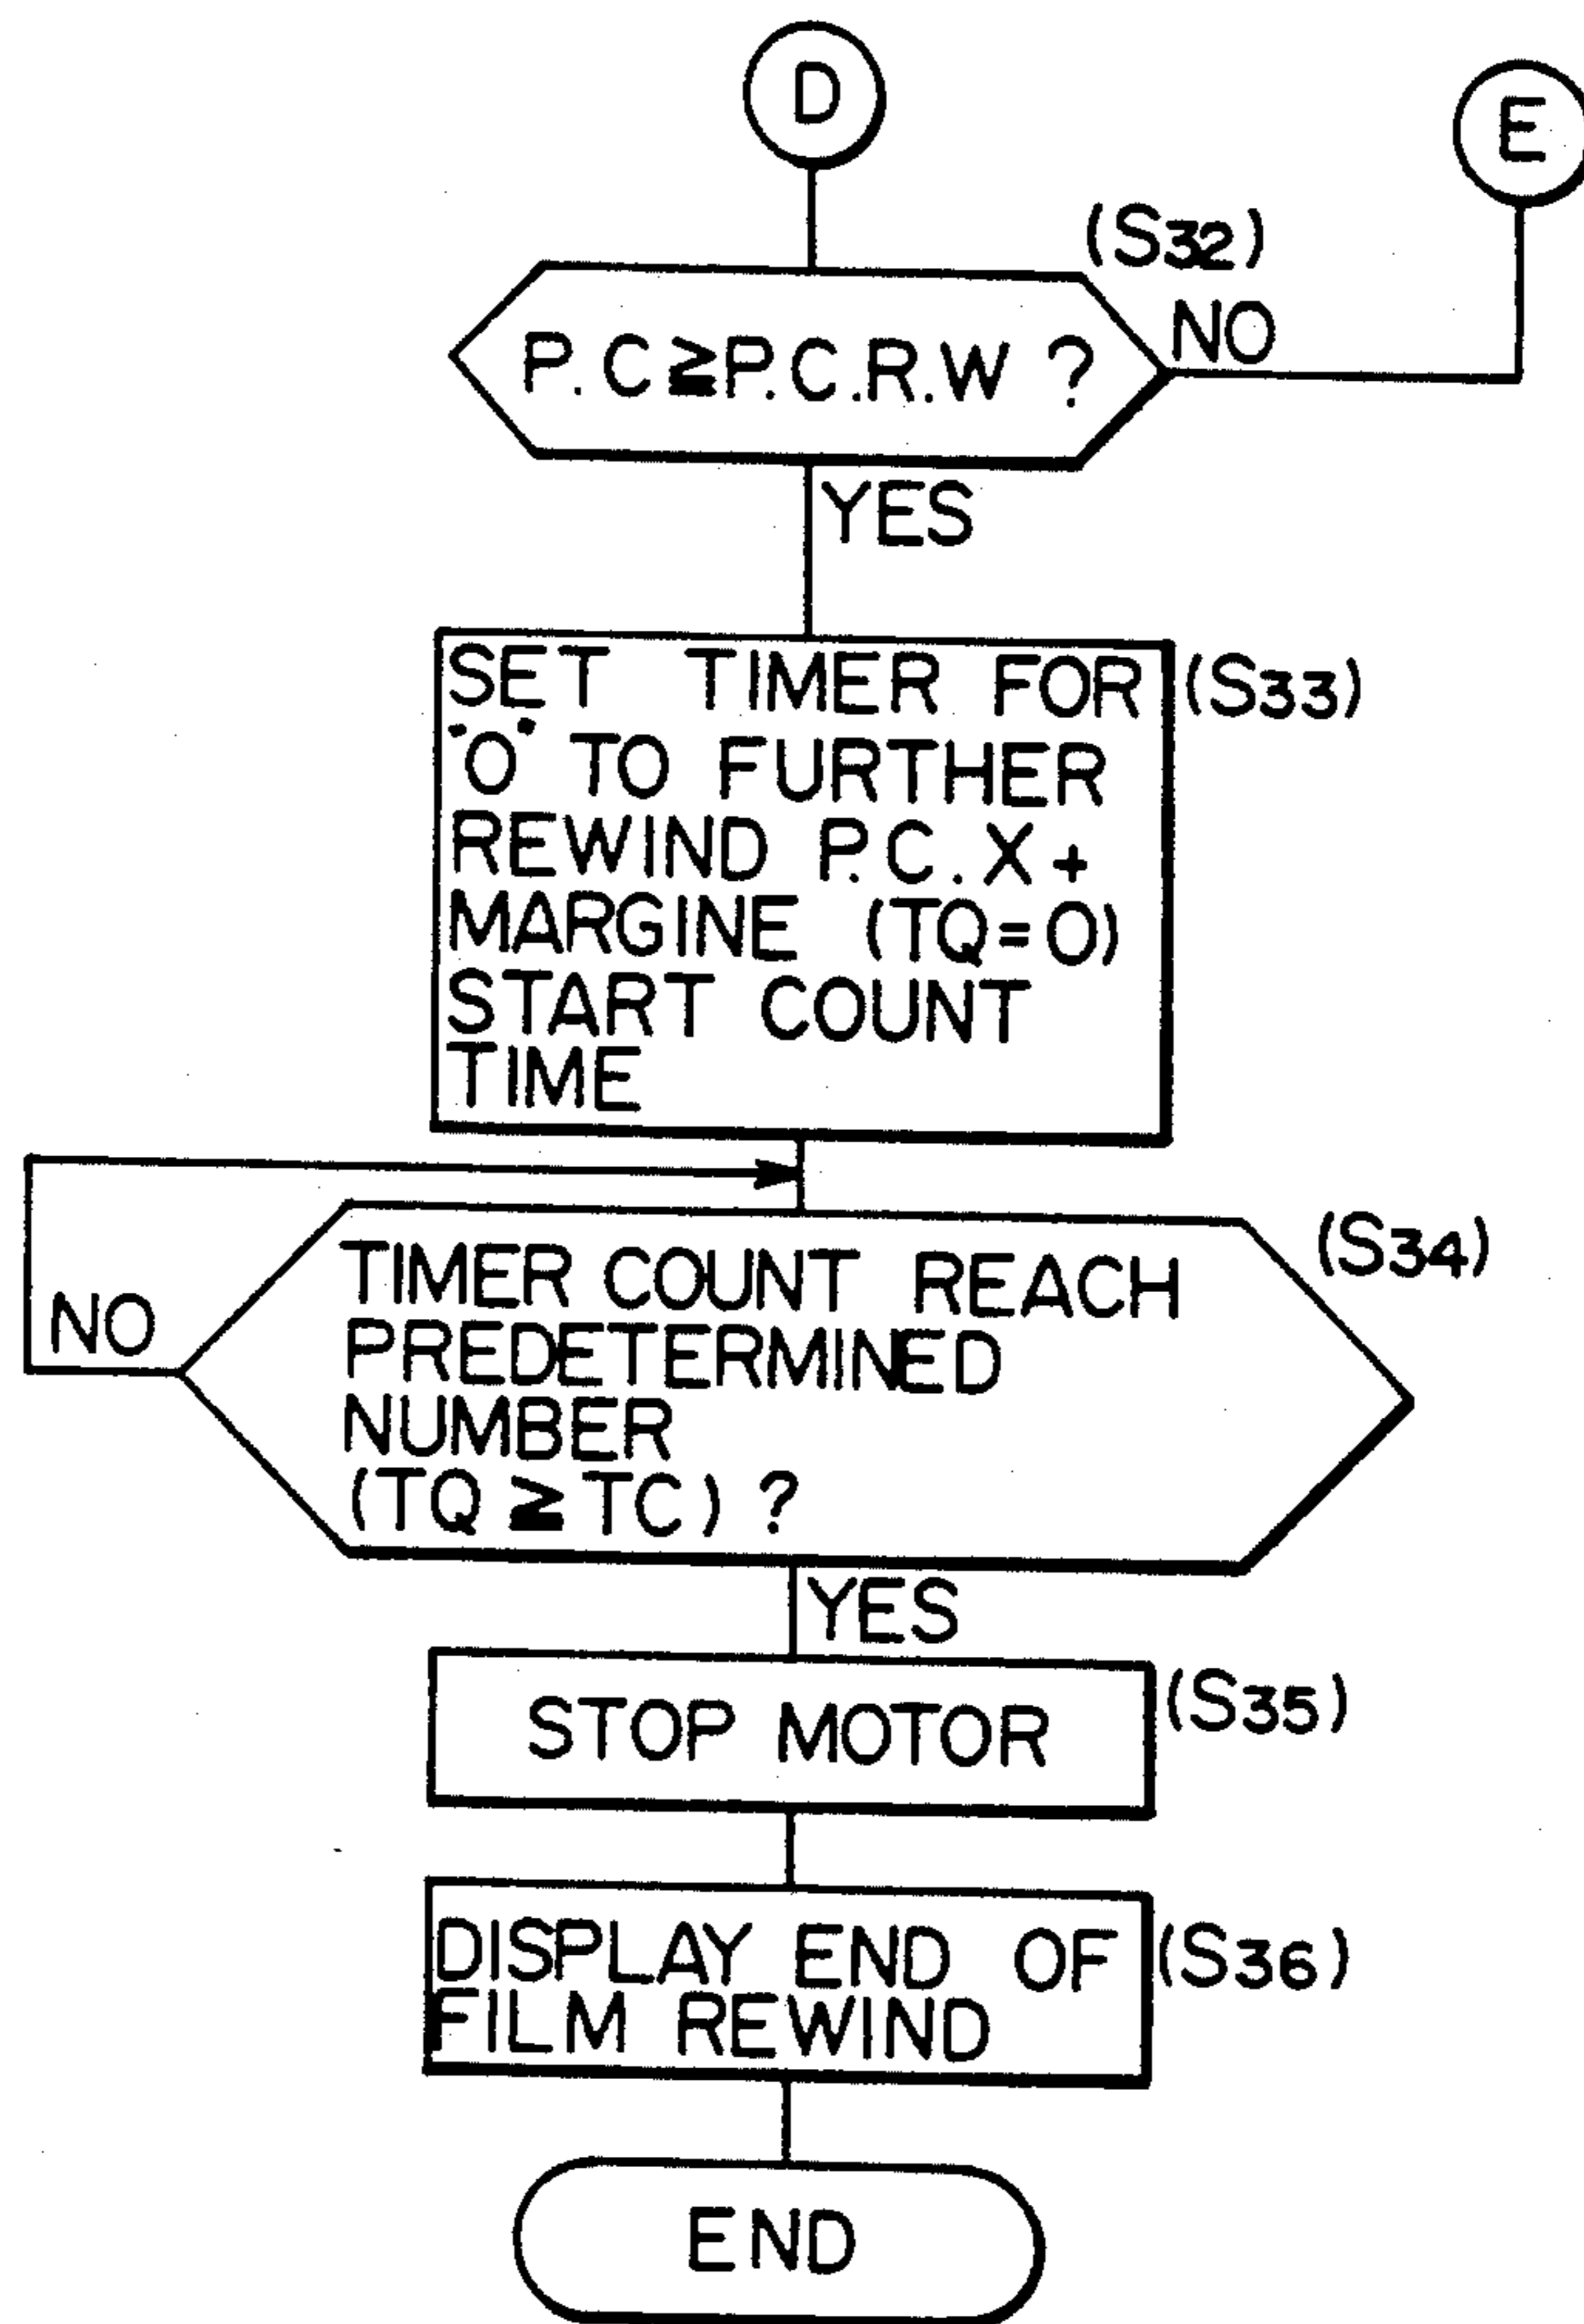 D
E
(S32)
P.C≧P.C.R.W ?
NO
YES
SET TIMER FOR
"O" TO FURTHER
REWIND P.C.X+
MARGINE (TQ=O)
START COUNT
TIME
(S33)
TIMER COUNT REACH
PREDETERMINED
NUMBER
(TQ≧TC) ?
(S34)
NO
YES
STOP MOTOR
(S35)
DISPLAY END OF
FILM REWIND
(S36)
END